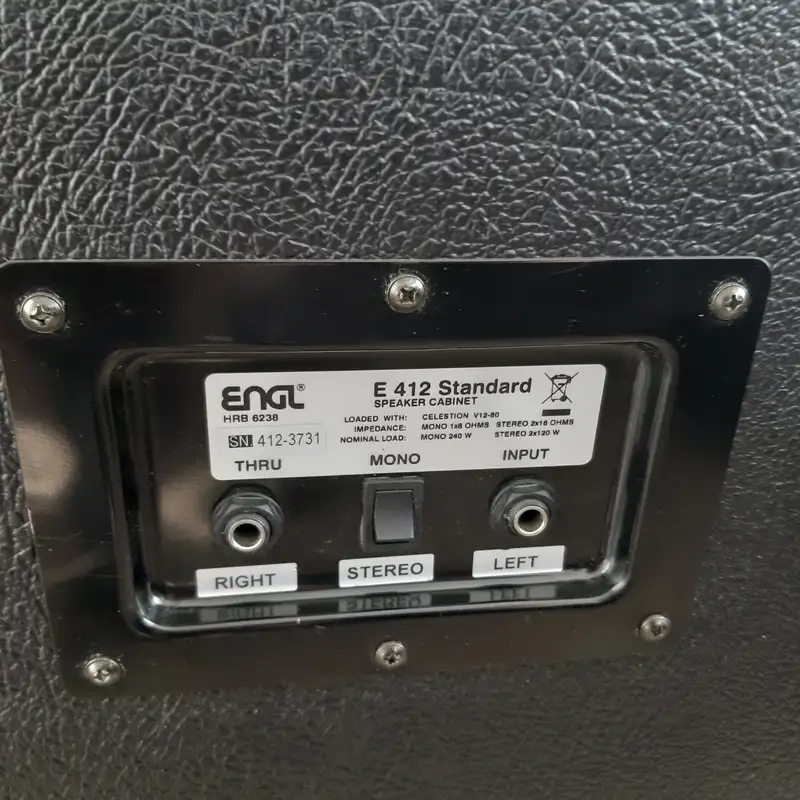 ENGL®
E 412 Standard
SPEAKER CABINET
HRB 6238
LOADED WITH: CELESTION V12-60
IMPEDANCE: MONO 1x8 OHMS STEREO 2x16 OHMS
NOMINAL LOAD: MONO 240 W STEREO 2x120 W
SN. 412-3731
THRU MONO INPUT
RIGHT STEREO LEFT